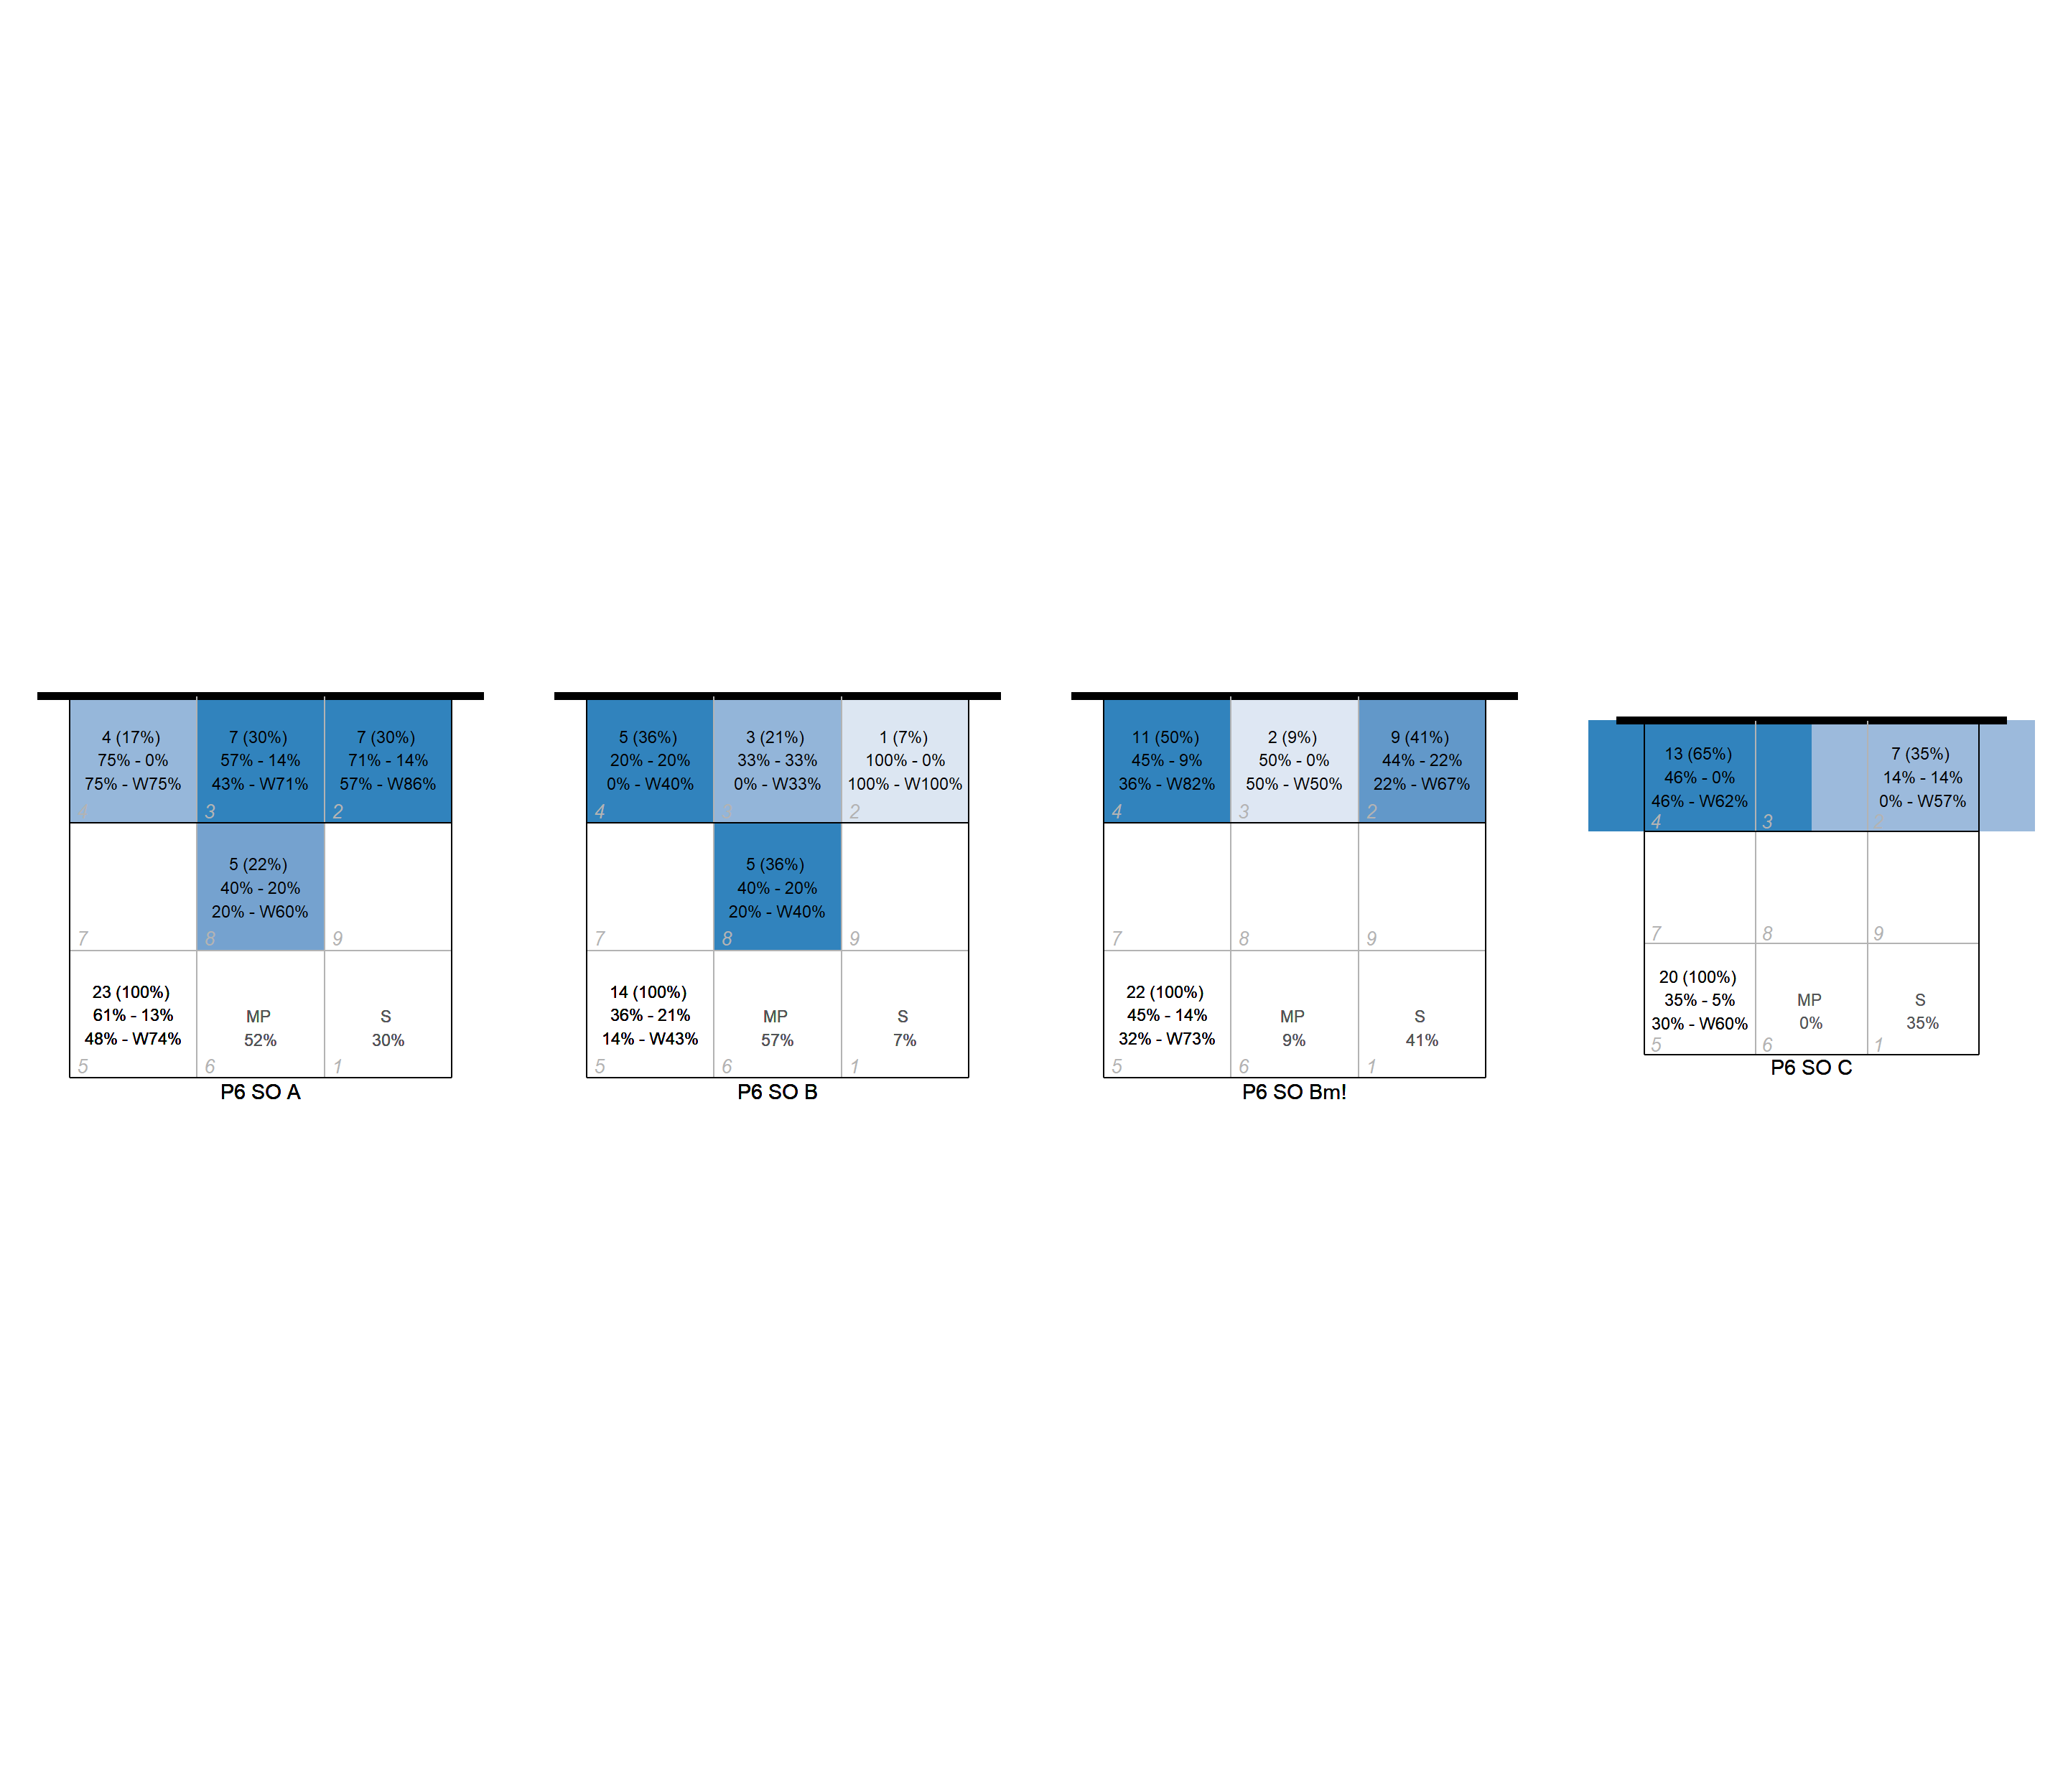 4 (17%)
75% - 0%
75% - W75%
4
7 (30%)
57% - 14%
43% - W71%
3
7 (30%)
71% - 14%
57% - W86%
2
5 (22%)
40% - 20%
20% - W60%
7
8
9
23 (100%)
61% - 13%
48% - W74%
5
MP
52%
6
S
30%
1
P6 SO A
5 (36%)
20% - 20%
0% - W40%
4
3 (21%)
33% - 33%
0% - W33%
3
1 (7%)
100% - 0%
100% - W100%
2
5 (36%)
40% - 20%
20% - W40%
7
8
9
14 (100%)
36% - 21%
14% - W43%
5
MP
57%
6
S
7%
1
P6 SO B
11 (50%)
45% - 9%
36% - W82%
4
2 (9%)
50% - 0%
50% - W50%
3
9 (41%)
44% - 22%
22% - W67%
2
7
8
9
22 (100%)
45% - 14%
32% - W73%
5
MP
9%
6
S
41%
1
P6 SO Bm!
13 (65%)
46% - 0%
46% - W62%
4
3
7 (35%)
14% - 14%
0% - W57%
7
8
9
20 (100%)
35% - 5%
30% - W60%
5
MP
0%
6
S
35%
1
P6 SO C